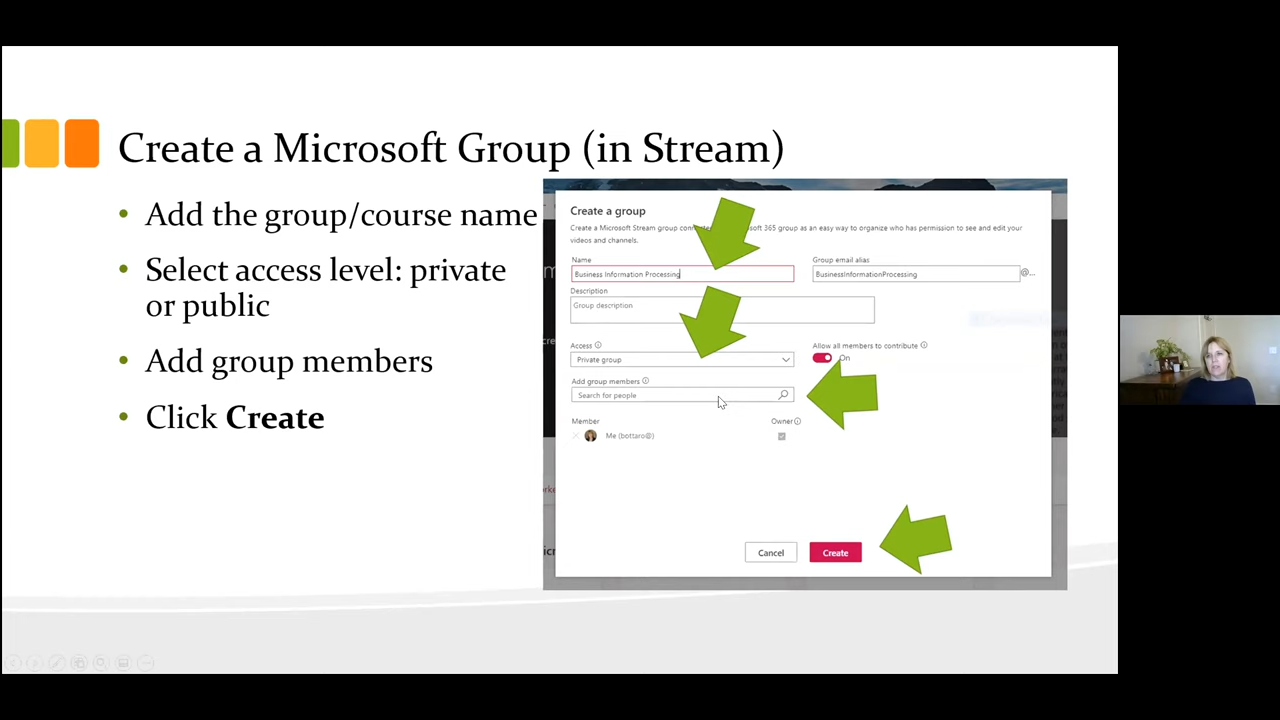 Create a Microsoft Group (in Stream)
• Add the group/course name
• Select access level: private
or public
• Add group members
• Click Create
Create a group
Create a Microsoft Stream group conne 365 group as an easy way to organize who has permission to see and edit your
videos and channels.
Name
Group email alias
Business Information Processing
BusinessInformationProcessing
@...
Description
Group description
Access
Allow all members to contribute
Private group
On
Add group members
Search for people
Member
Owner
Me (bottaro@)
Cancel
Create